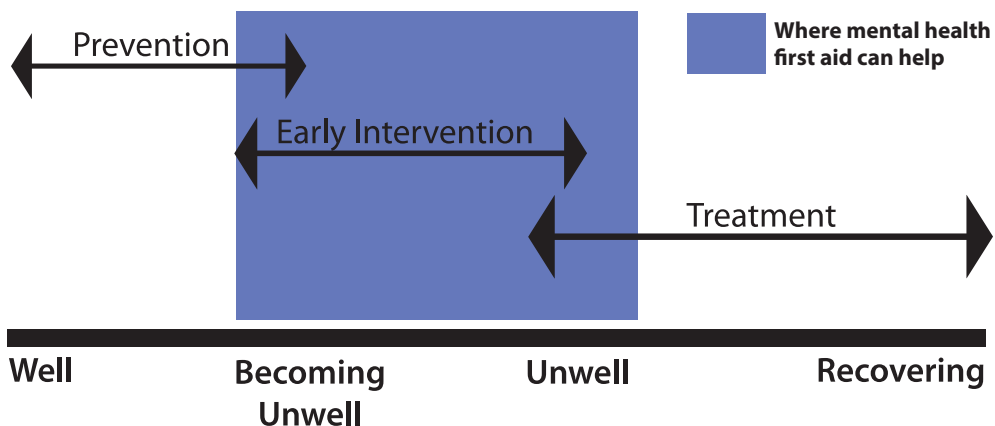 Prevention
Where mental health
first aid can help
Early Intervention
Treatment
Well
Becoming
Unwell
Unwell
Recovering